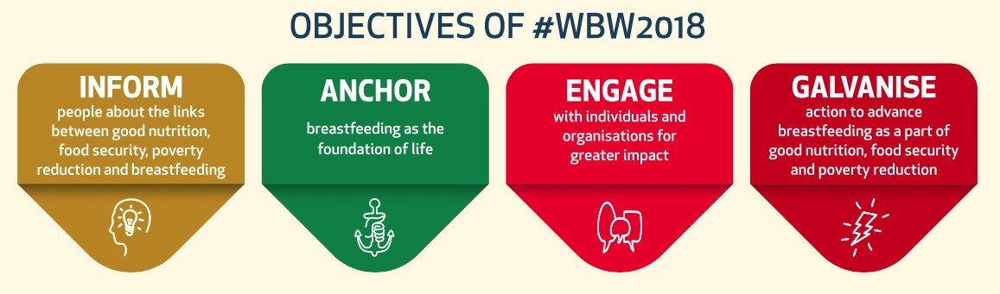 OBJECTIVES OF #WBW2018
INFORM
people about the links
between good nutrition,
food security, poverty
reduction and breastfeeding
ANCHOR
breastfeeding as the
foundation of life
ENGAGE
with individuals and
organisations for
greater impact
GALVANISE
action to advance
breastfeeding as a part of
good nutrition, food security
and poverty reduction